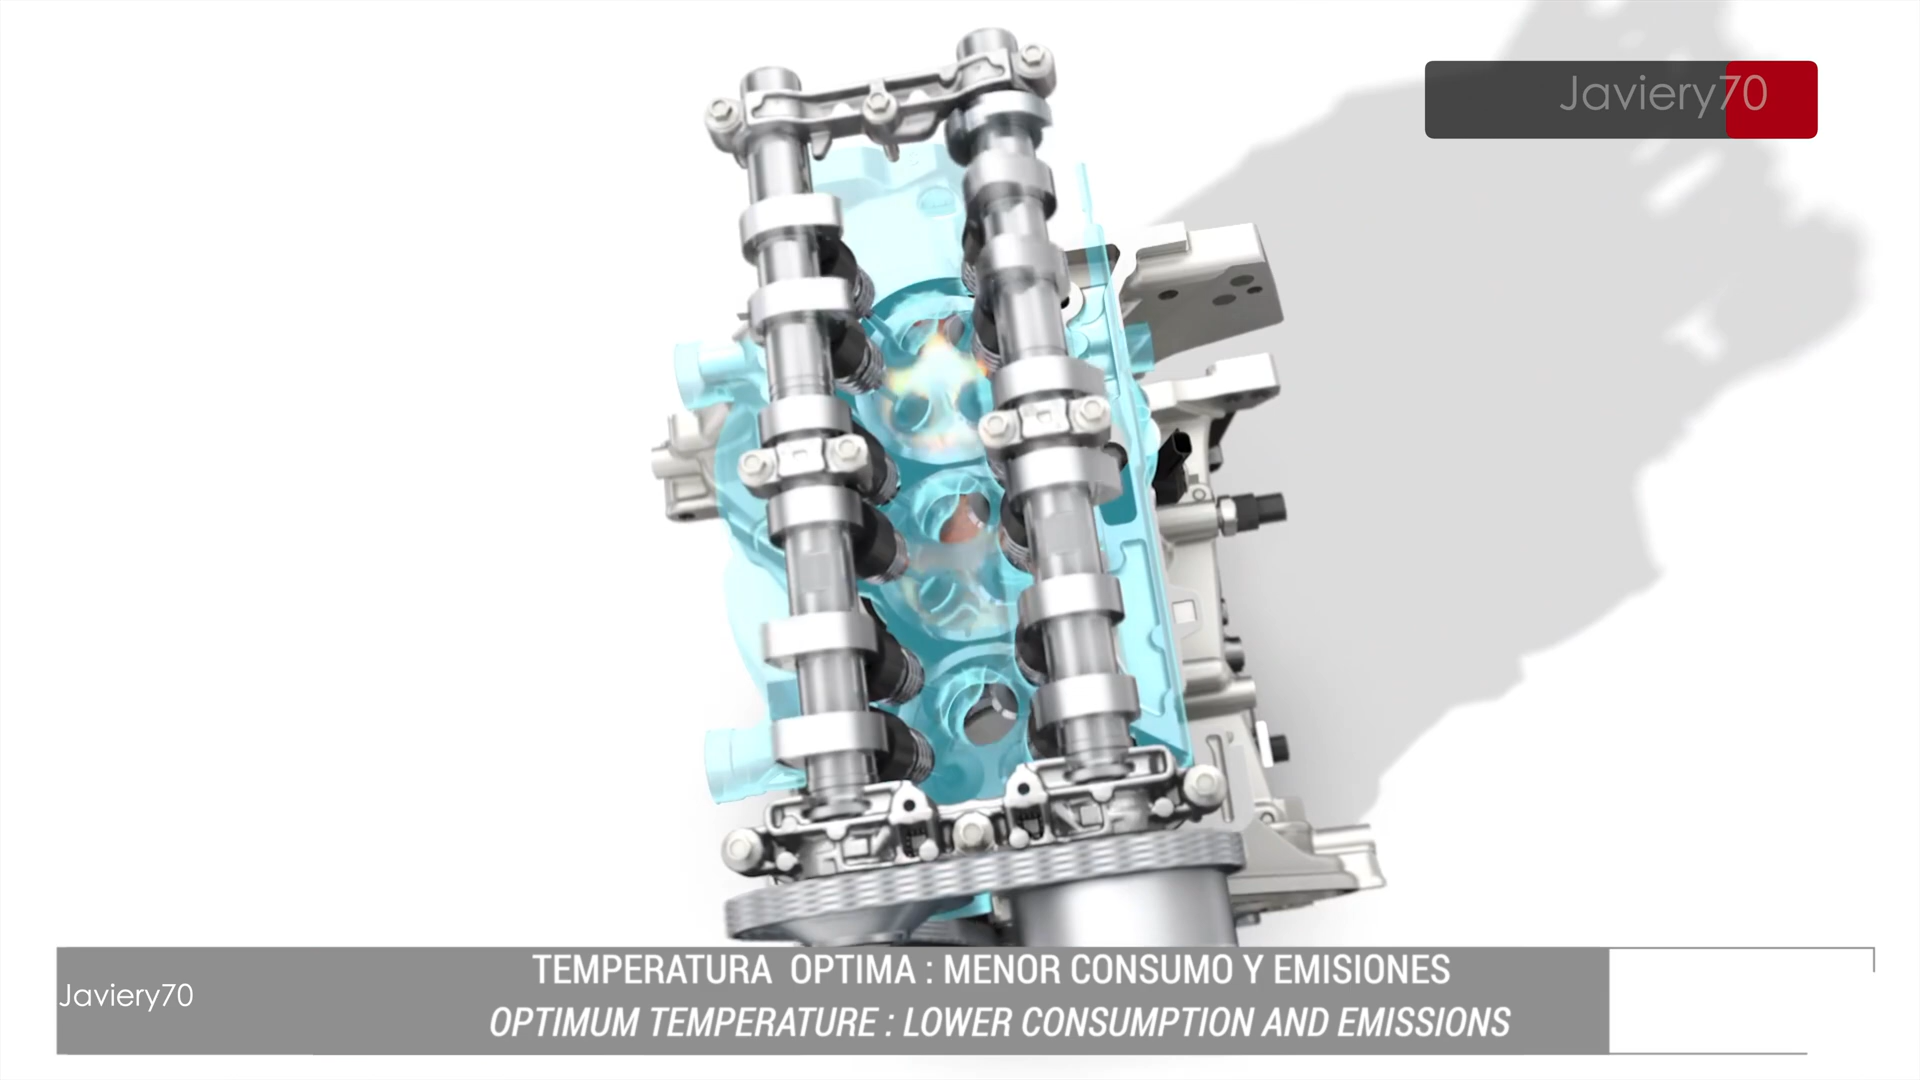 Javiery70
TEMPERATURA OPTIMA : MENOR CONSUMO Y EMISIONES
Javiery70
OPTIMUM TEMPERATURE : LOWER CONSUMPTION AND EMISSIONS